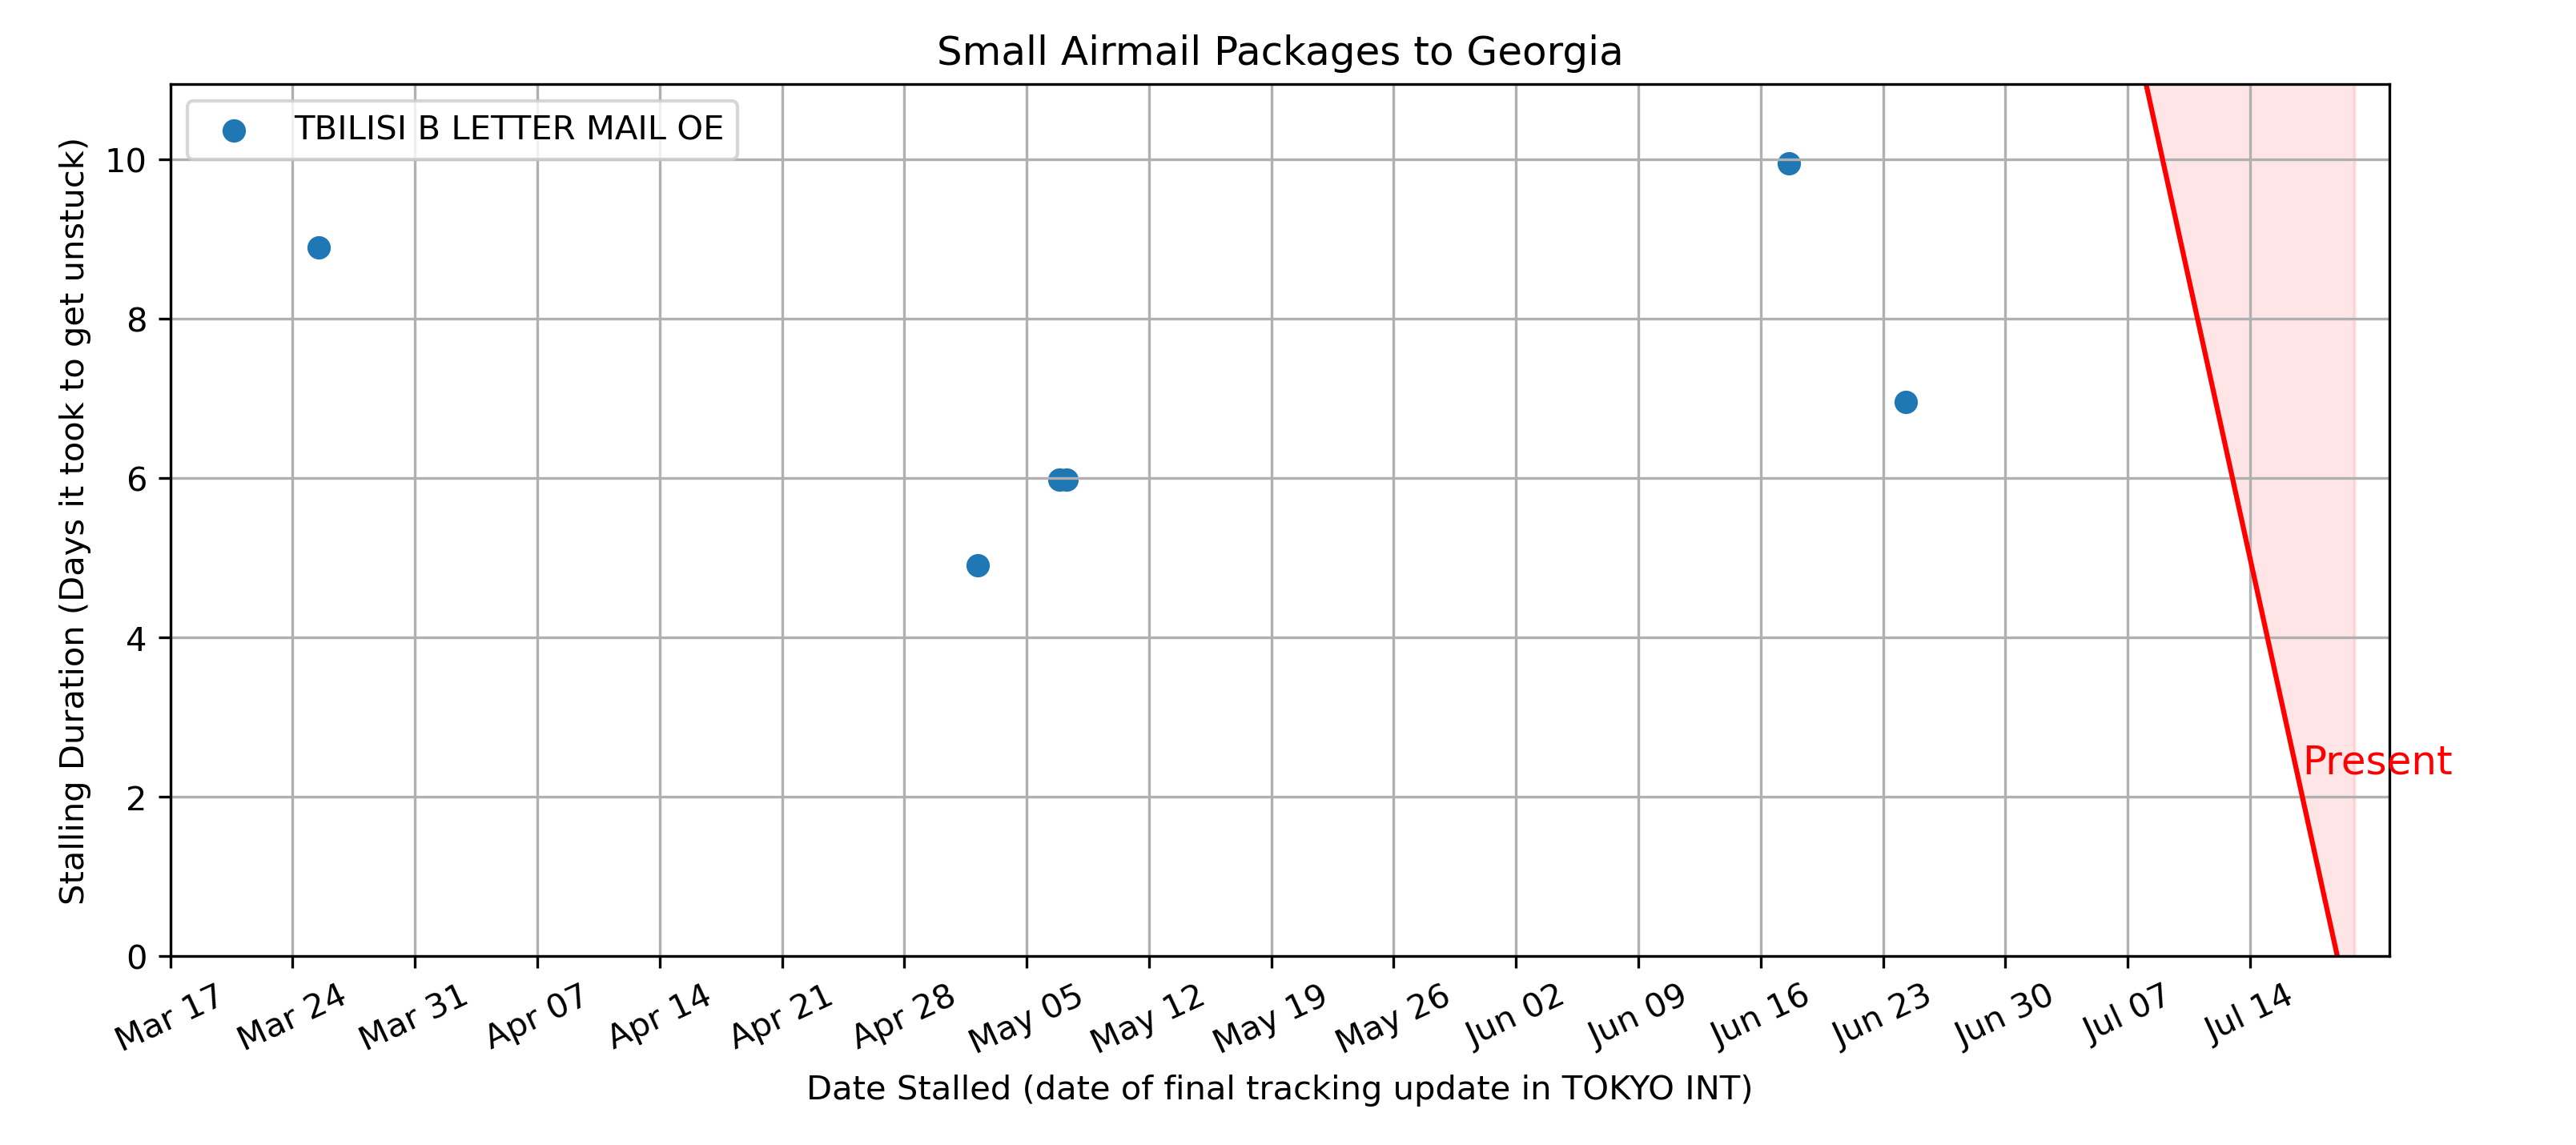 Small Airmail Packages to Georgia
TBILISI B LETTER MAIL OE
Stalling Duration (Days it took to get unstuck)
10
8
6
4
2
0
Present
Mar 17 Mar 24 Mar 31 Apr 07 Apr 14 Apr 21 Apr 28 May 05 May 12 May 19 May 26 Jun 02 Jun 09 Jun 16 Jun 23 Jun 30 Jul 07 Jul 14
Date Stalled (date of final tracking update in TOKYO INT)